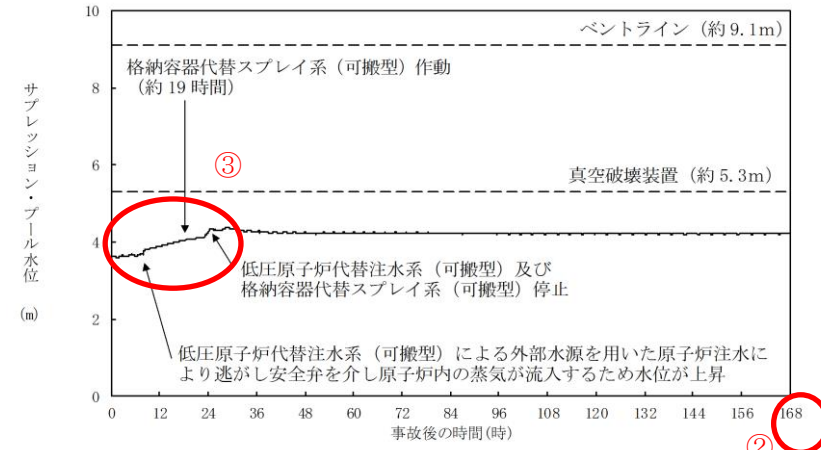 10
ベントライン（約 9.1m）
格納容器代替スプレイ系（可搬型）作動
（約 19 時間）
8
③
6
真空破壊装置（約 5.3m）
サプレッション・プール水位
(m)
4
低圧原子炉代替注水系（可搬型）及び
格納容器代替スプレイ系（可搬型）停止
2
低圧原子炉代替注水系（可搬型）による外部水源を用いた原子炉注水に
より逃がし安全弁を介し原子炉内の蒸気が流入するため水位が上昇
0
0 12 24 36 48 60 72 84 96 108 120 132 144 156 168
事故後の時間(時)
②